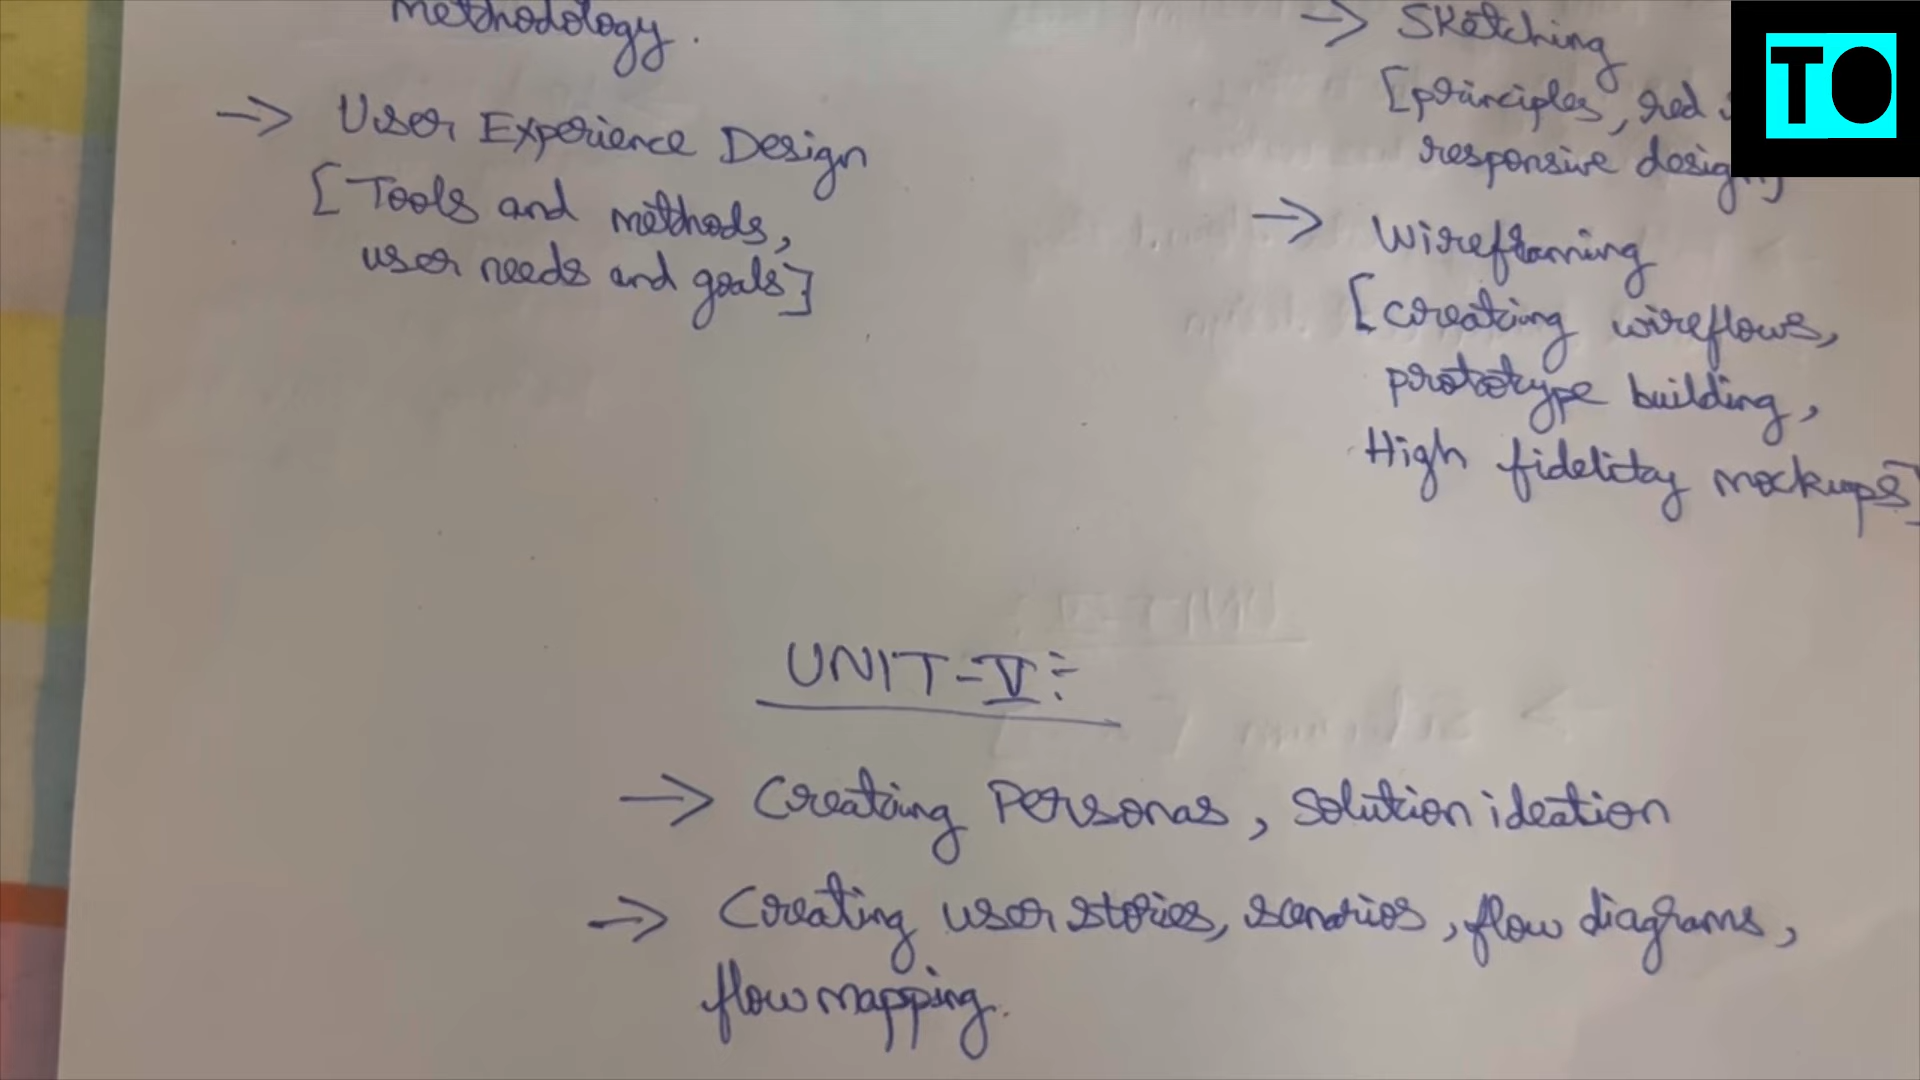 methodology.
→ User Experience Design
[Tools and methods,
user needs and goals]
→ Sketching
[principles, red
responsive design]
→ Wireframing
[creating wireflows,
prototype building,
High fidelity mockups]
UNIT-V:
→ Creating Personas, Solution ideation
→ Creating user stories, scenarios, flow diagrams,
flow mapping.
TO